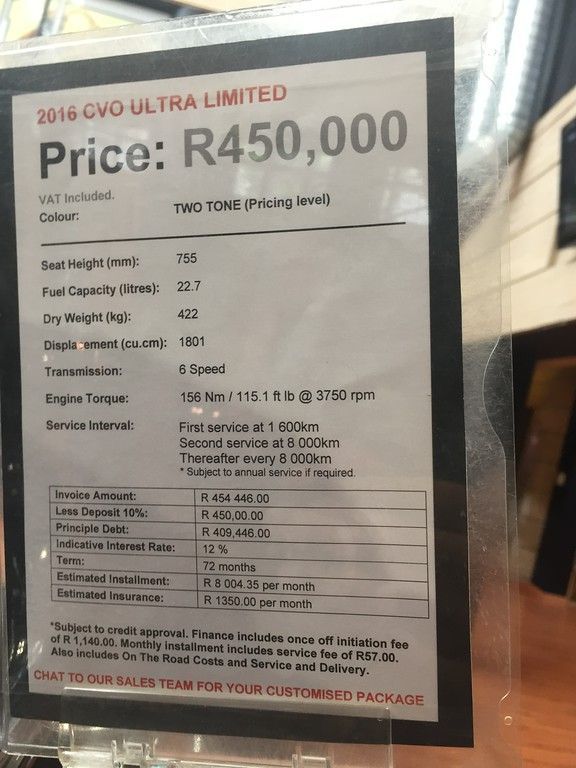 2016 CVO ULTRA LIMITED
Price: R450,000
VAT Included.
Colour: TWO TONE (Pricing level)
Seat Height (mm): 755
Fuel Capacity (litres): 22.7
Dry Weight (kg): 422
Displacement (cu.cm): 1801
Transmission: 6 Speed
Engine Torque: 156 Nm / 115.1 ft lb @ 3750 rpm
Service Interval: First service at 1 600km
Second service at 8 000km
Thereafter every 8 000km
* Subject to annual service if required.
Invoice Amount: R 454 446.00
Less Deposit 10%: R 450,00.00
Principle Debt: R 409,446.00
Indicative Interest Rate: 12 %
Term: 72 months
Estimated Installment: R 8 004.35 per month
Estimated Insurance: R 1350.00 per month
*Subject to credit approval. Finance includes once off initiation fee
of R 1,140.00. Monthly installment includes service fee of R57.00.
Also includes On The Road Costs and Service and Delivery.
CHAT TO OUR SALES TEAM FOR YOUR CUSTOMISED PACKAGE